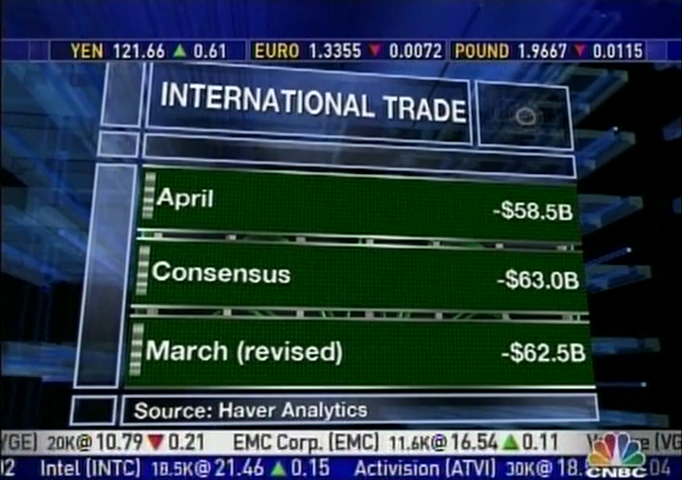 YEN 121.66 ▲ 0.61 EURO 1.3355 ▼ 0.0072 POUND 1.9667 ▼ 0.0115
INTERNATIONAL TRADE
April -$58.5B
Consensus -$63.0B
March (revised) -$62.5B
Source: Haver Analytics
20K@10.79 ▼ 0.21 EMC Corp. (EMC) 11.6K@16.54 ▲ 0.11
Intel (INTC) 18.5K@21.46 ▲ 0.15 Activision (ATVI) 30K@18. 04
CNBC